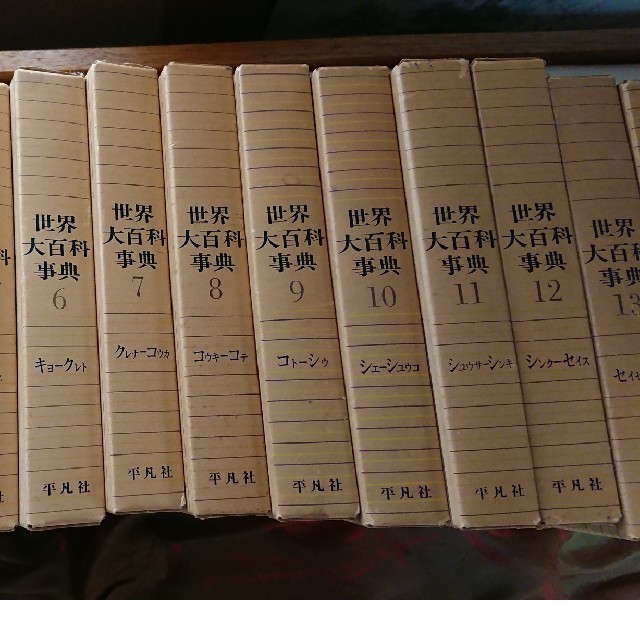 世界
大百科
事典
6
キョークレト
平凡社
世界
大百科
事典
7
クレナーコウカ
平凡社
世界
大百科
事典
8
コウキーコテ
平凡社
世界
大百科
事典
9
コトーシウ
平凡社
世界
大百科
事典
10
シエーシュウコ
平凡社
世界
大百科
事典
11
シュウサーシンキ
平凡社
世界
大百科
事典
12
シンクーセイス
平凡社
世界
大百科
事典
13